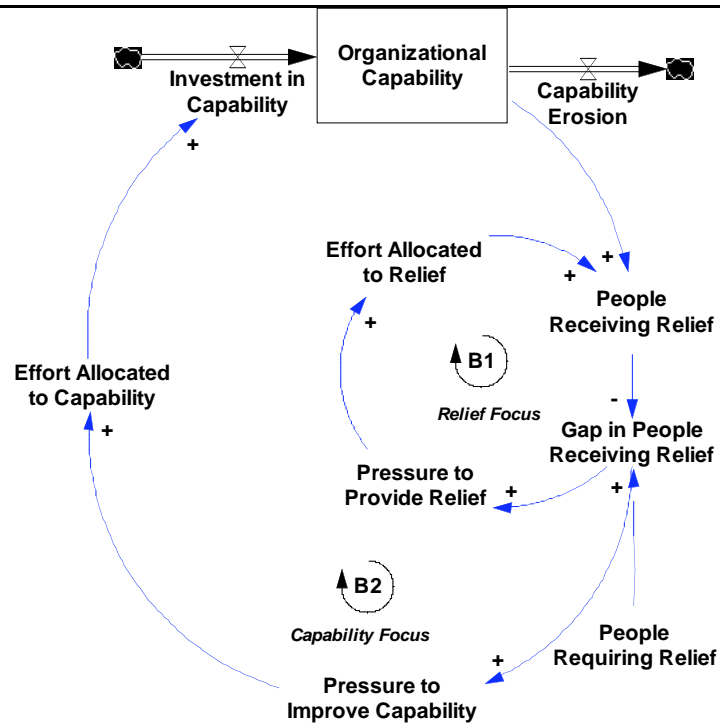 Organizational
Capability
Investment in
Capability
Capability
Erosion
+
Effort Allocated
to Relief
+
+
People
Receiving Relief
+
B1
Relief Focus
-
Effort Allocated
to Capability
+
Gap in People
Receiving Relief
+
Pressure to
Provide Relief
+
B2
Capability Focus
People
Requiring Relief
+
Pressure to
Improve Capability